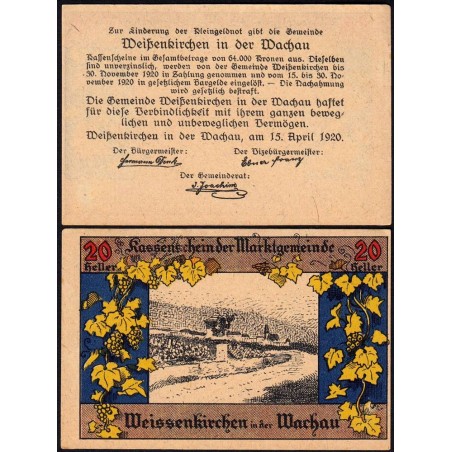 Zur Linderung der Kleingeldnot gibt die Gemeinde
Weißenkirchen in der Wachau
Kassenscheine im Gesamtbetrage von 64.000 Kronen aus. Dieselben
sind unverzinslich, werden von der Gemeinde Weißenkirchen bis
30. November 1920 in Zahlung genommen und vom 15. bis 30. No-
vember 1920 in gesetzlichem Bargelde eingelöst. — Die Nachahmung
wird gesetzlich bestraft.
Die Gemeinde Weißenkirchen in der Wachau haftet
für diese Verbindlichkeit mit ihrem ganzen beweg-
lichen und unbeweglichen Vermögen.
Weißenkirchen in der Wachau, am 15. April 1920.
Der Bürgermeister: Der Vizebürgermeister:
Hermann Ebner Franz
Der Gemeinderat:
J. Joachim
20 Kassenschein der Marktgemeinde 20
Heller Heller
Weissenkirchen in der Wachau